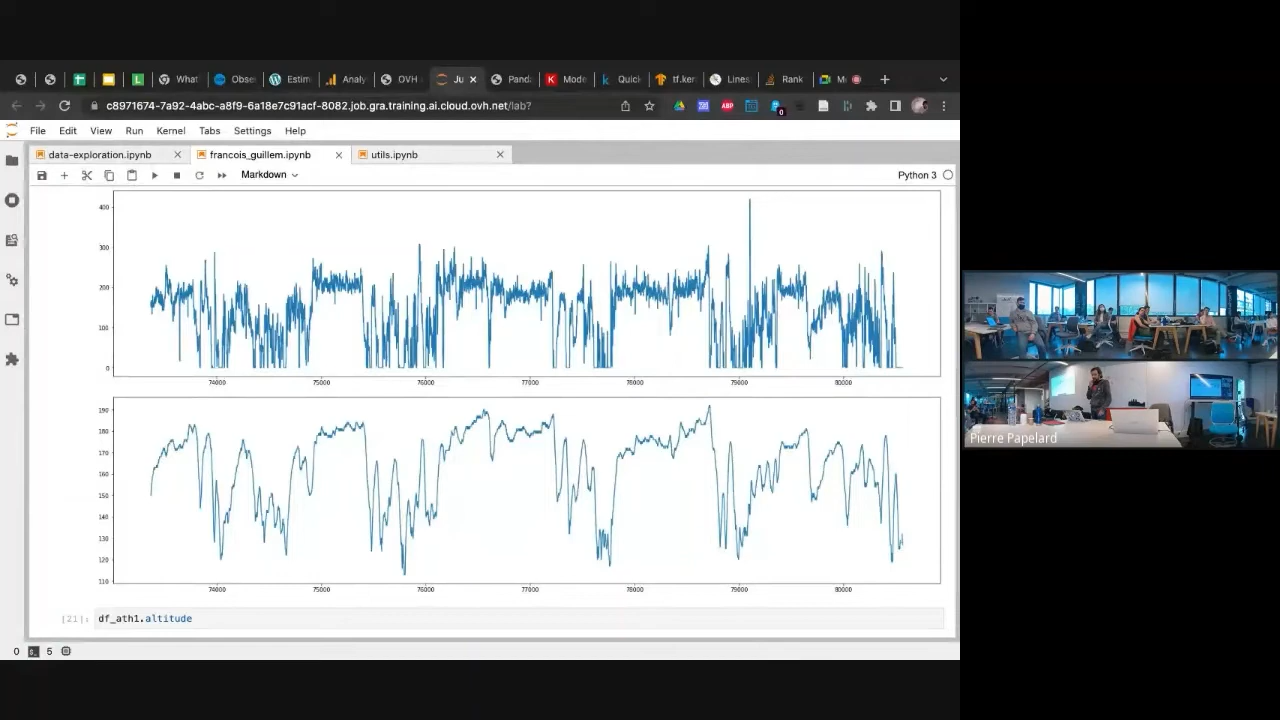 What
Obse
Estim
Analy
OVH
Ju
Panda
Mode
Quick
tf.ker
Lines
Rank
M
c8971674-7a92-4abc-a8f9-6a18e7c91acf-8082.job.gra.training.ai.cloud.ovh.net/lab?
ABP
0
File Edit View Run Kernel Tabs Settings Help
data-exploration.ipynb francois_guillem.ipynb utils.ipynb
Markdown Python 3
400
300
200
100
0
74000 75000 76000 77000 78000 79000 80000
190
180
170
160
150
140
130
120
110
74000 75000 76000 77000 78000 79000 80000
[21]: df_ath1.altitude
0 5
Pierre Papelard